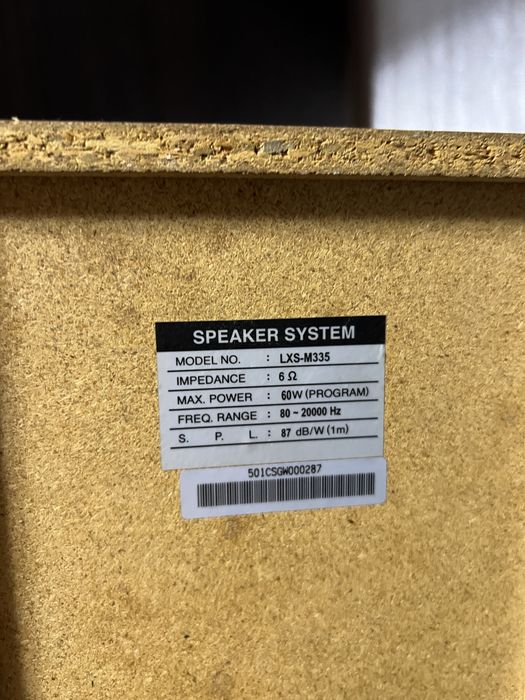 SPEAKER SYSTEM
MODEL NO. : LXS-M335
IMPEDANCE : 6 Ω
MAX. POWER : 60W (PROGRAM)
FREQ. RANGE : 80 ~ 20000 Hz
S. P. L. : 87 dB/W (1m)
501CSGW000287